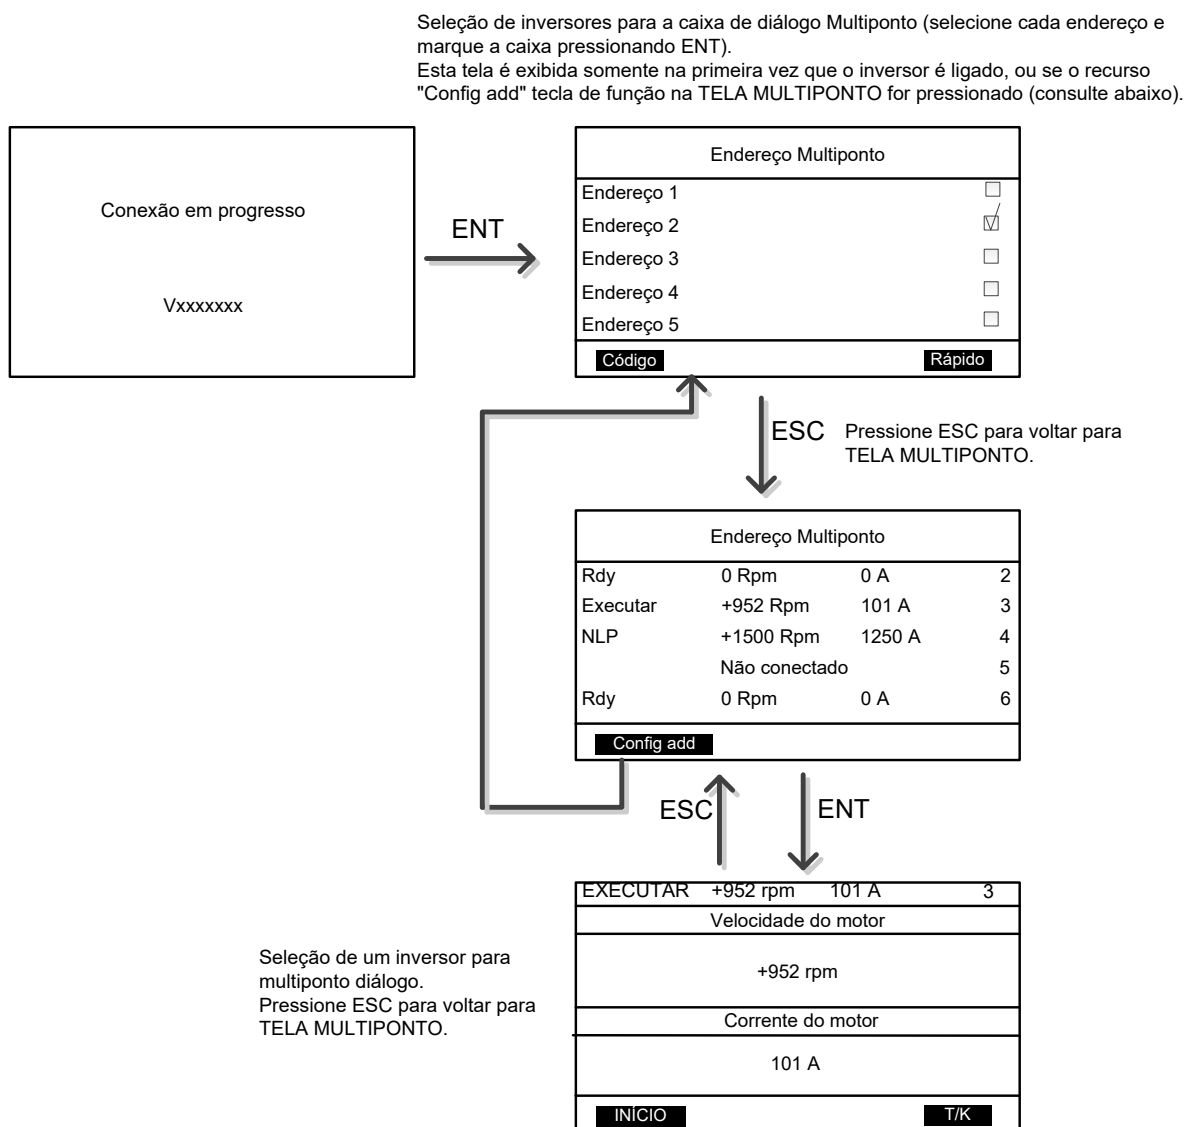 Seleção de inversores para a caixa de diálogo Multiponto (selecione cada endereço e
marque a caixa pressionando ENT).
Esta tela é exibida somente na primeira vez que o inversor é ligado, ou se o recurso
"Config add" tecla de função na TELA MULTIPONTO for pressionado (consulte abaixo).
Conexão em progresso
Vxxxxxxx
ENT
Endereço Multiponto
Endereço 1
Endereço 2
Endereço 3
Endereço 4
Endereço 5
Código Rápido
ESC
Pressione ESC para voltar para
TELA MULTIPONTO.
Endereço Multiponto
Rdy 0 Rpm 0 A 2
Executar +952 Rpm 101 A 3
NLP +1500 Rpm 1250 A 4
Não conectado 5
Rdy 0 Rpm 0 A 6
Config add
ESC ENT
EXECUTAR +952 rpm 101 A 3
Velocidade do motor
+952 rpm
Corrente do motor
101 A
INÍCIO T/K
Seleção de um inversor para
multiponto diálogo.
Pressione ESC para voltar para
TELA MULTIPONTO.